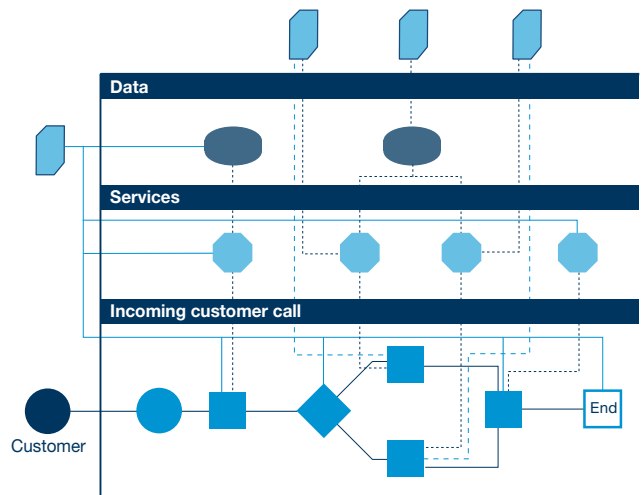 Data
Services
Incoming customer call
Customer
End